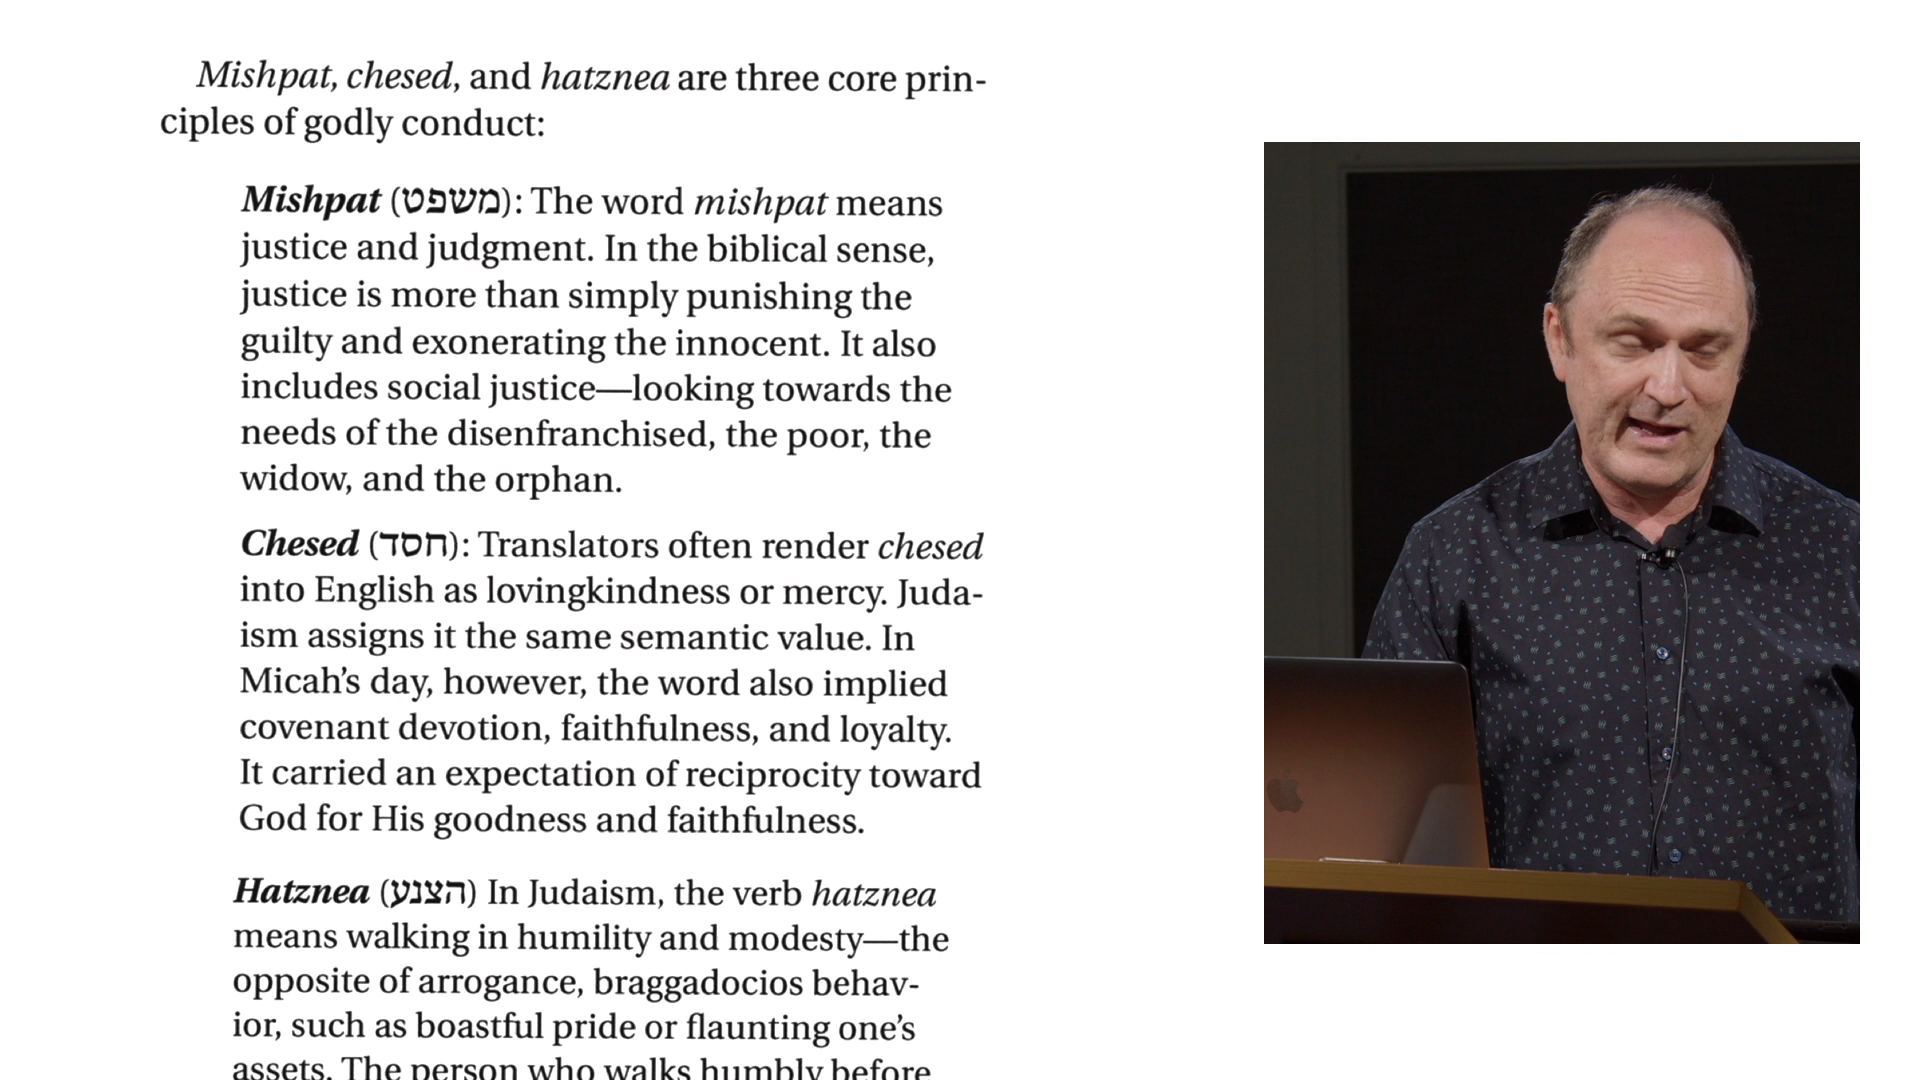 Mishpat, chesed, and hatznea are three core prin-
ciples of godly conduct:
Mishpat (משפט): The word mishpat means
justice and judgment. In the biblical sense,
justice is more than simply punishing the
guilty and exonerating the innocent. It also
includes social justice—looking towards the
needs of the disenfranchised, the poor, the
widow, and the orphan.
Chesed (חסד): Translators often render chesed
into English as lovingkindness or mercy. Juda-
ism assigns it the same semantic value. In
Micah’s day, however, the word also implied
covenant devotion, faithfulness, and loyalty.
It carried an expectation of reciprocity toward
God for His goodness and faithfulness.
Hatznea (הצנע) In Judaism, the verb hatznea
means walking in humility and modesty—the
opposite of arrogance, braggadocios behav-
ior, such as boastful pride or flaunting one’s
assets. The person who walks humbly before